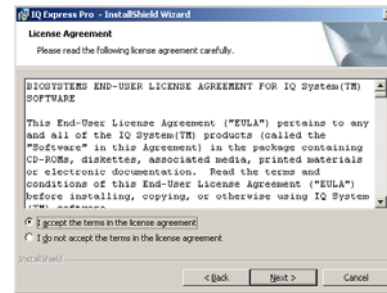 IQ Express Pro - InstallShield Wizard
License Agreement
Please read the following license agreement carefully.
BIOSYSTEMS END-USER LICENSE AGREEMENT FOR IQ System(TM)
SOFTWARE
This End-User License Agreement ("EULA") pertains to any
and all of the IQ System(TM) products (called the
"Software" in this Agreement) in the package containing
CD-ROMs, diskettes, associated media, printed materials
or electronic documentation. Read the terms and
conditions of this End-User License Agreement ("EULA")
before installing, copying, or otherwise using IQ System
(TM) software
I accept the terms in the license agreement
I do not accept the terms in the license agreement
InstallShield
< Back
Next >
Cancel